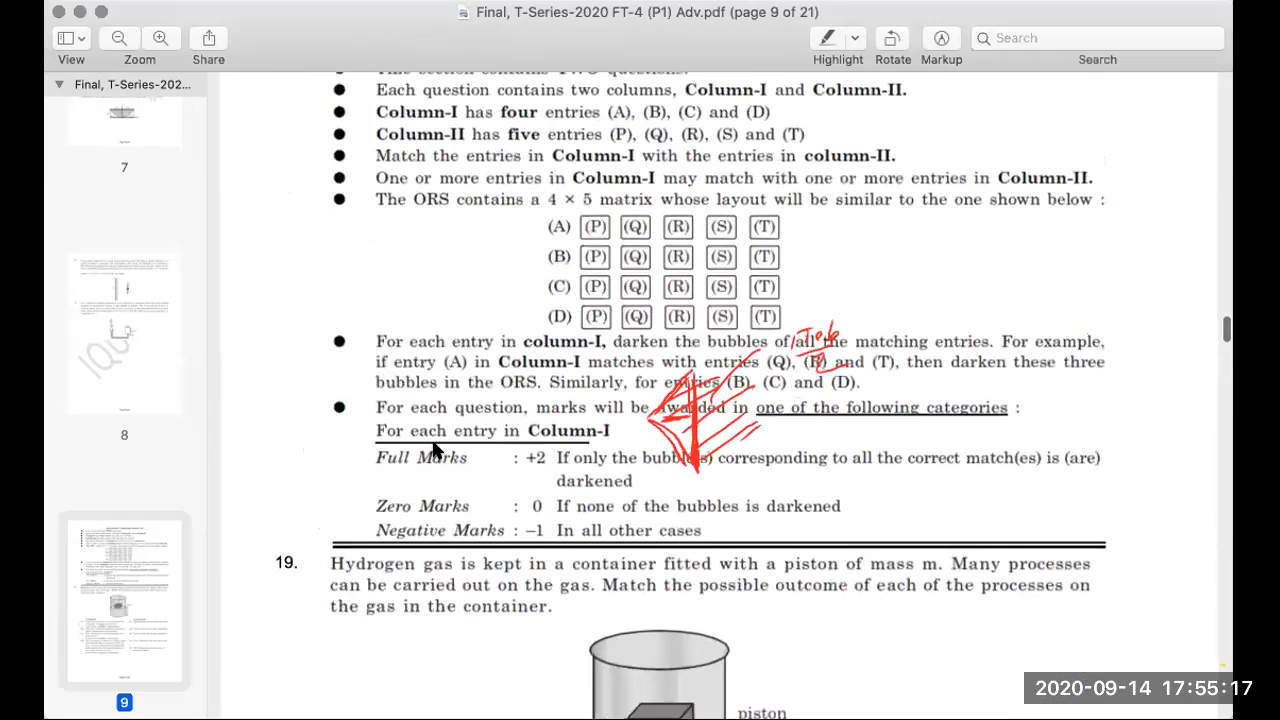 Final, T-Series-2020 FT-4 (P1) Adv.pdf (page 9 of 21)
View
Zoom
Share
Highlight
Rotate
Markup
Search
Search
Final, T-Series-202...
7
8
9
This section contains TWO questions.
Each question contains two columns, Column-I and Column-II.
Column-I has four entries (A), (B), (C) and (D)
Column-II has five entries (P), (Q), (R), (S) and (T)
Match the entries in Column-I with the entries in column-II.
One or more entries in Column-I may match with one or more entries in Column-II.
The ORS contains a 4 × 5 matrix whose layout will be similar to the one shown below :
(A) (P) (Q) (R) (S) (T)
(B) (P) (Q) (R) (S) (T)
(C) (P) (Q) (R) (S) (T)
(D) (P) (Q) (R) (S) (T)
For each entry in column-I, darken the bubbles of all the matching entries. For example,
if entry (A) in Column-I matches with entries (Q), (R) and (T), then darken these three
bubbles in the ORS. Similarly, for entries (B), (C) and (D).
For each question, marks will be awarded in one of the following categories :
For each entry in Column-I
Full Marks : +2 If only the bubble(s) corresponding to all the correct match(es) is (are)
darkened
Zero Marks : 0 If none of the bubbles is darkened
Negative Marks : –1 In all other cases
19. Hydrogen gas is kept in a container fitted with a piston of mass m. Many processes
can be carried out on the gas. Match the possible outcome of each of the processes on
the gas in the container.
piston
2020-09-14 17:55:17